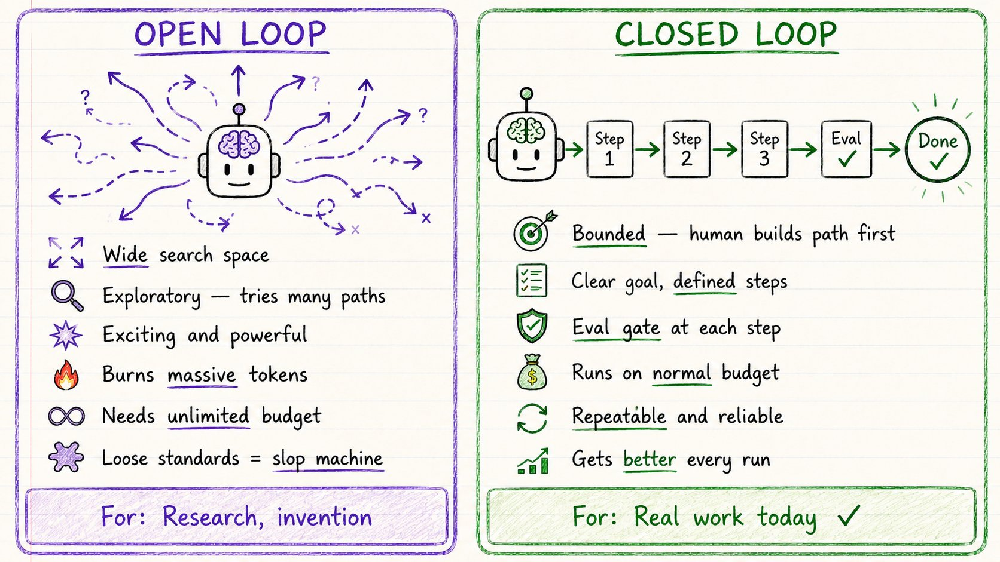 OPEN LOOP
?
?
?
x
x
Wide search space
Exploratory — tries many paths
Exciting and powerful
Burns massive tokens
Needs unlimited budget
Loose standards = slop machine
For: Research, invention
CLOSED LOOP
Step 1
Step 2
Step 3
Eval ✓
Done ✓
Bounded — human builds path first
Clear goal, defined steps
Eval gate at each step
$
Runs on normal budget
Repeatable and reliable
Gets better every run
For: Real work today ✓